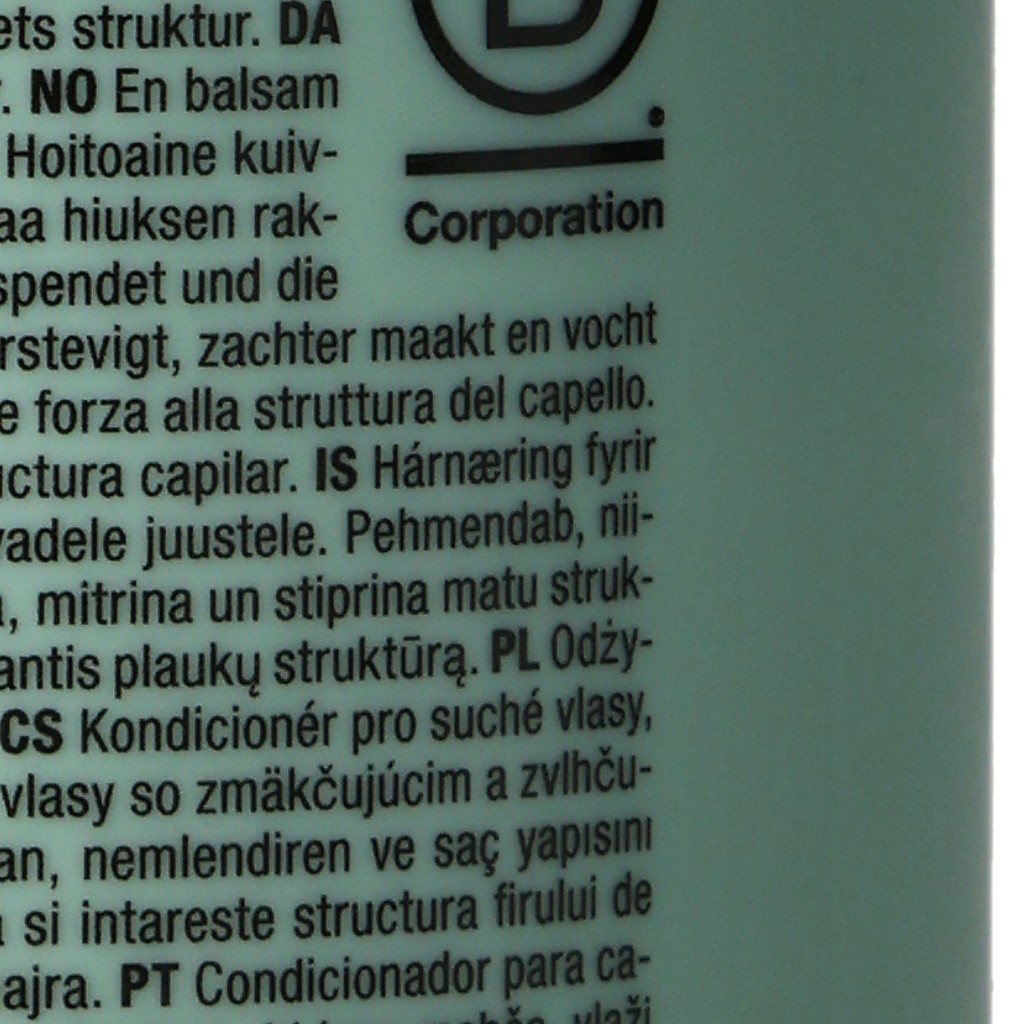 ets struktur. DA
NO En balsam
Hoitoaine kuiv-
aa hiuksen rak-
spendet und die
Corporation
rstevigt, zachter maakt en vocht
e forza alla struttura del capello.
uctura capilar. IS Hárnæring fyrir
vadele juustele. Pehmendab, nii-
, mitrina un stiprina matu struk-
antis plaukų struktūrą. PL Odży-
CS Kondicionér pro suché vlasy,
vlasy so zmäkčujúcim a zvlhču-
an, nemlendiren ve saç yapısını
si intareste structura firului de
ajra. PT Condicionador para ca-
vlaži